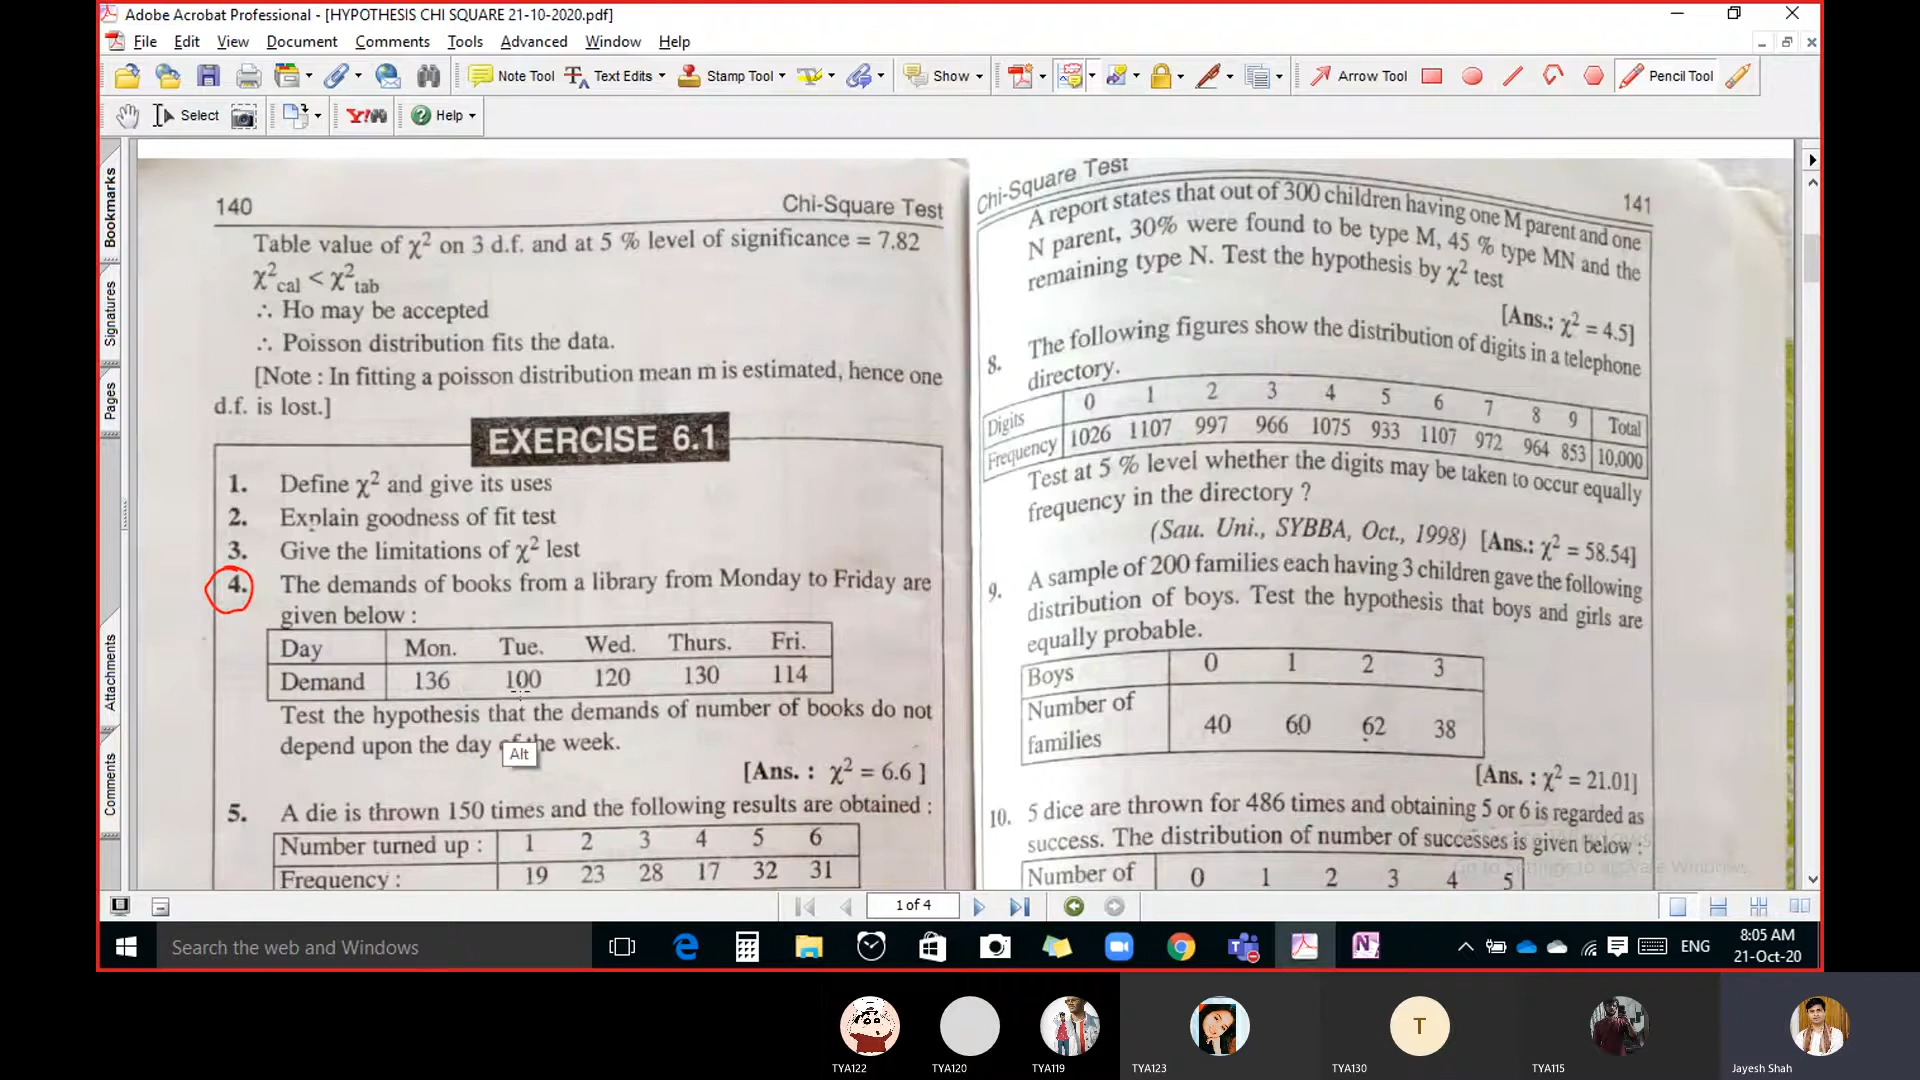 Adobe Acrobat Professional - [HYPOTHESIS CHI SQUARE 21-10-2020.pdf]
File Edit View Document Comments Tools Advanced Window Help
Note Tool Text Edits Stamp Tool Show Arrow Tool Pencil Tool
Select Y! Help
Bookmarks
Signatures
Pages
Attachments
Comments
140 Chi-Square Test
Table value of χ² on 3 d.f. and at 5 % level of significance = 7.82
χ²cal < χ²tab
∴ Ho may be accepted
∴ Poisson distribution fits the data.
[Note : In fitting a poisson distribution mean m is estimated, hence one
d.f. is lost.]
EXERCISE 6.1
1. Define χ² and give its uses
2. Explain goodness of fit test
3. Give the limitations of χ² lest
4. The demands of books from a library from Monday to Friday are
given below :
Day Mon. Tue. Wed. Thurs. Fri.
Demand 136 100 120 130 114
Test the hypothesis that the demands of number of books do not
depend upon the day of the week.
Alt
[Ans. : χ² = 6.6 ]
5. A die is thrown 150 times and the following results are obtained :
Number turned up : 1 2 3 4 5 6
Frequency : 19 23 28 17 32 31
Chi-Square Test 141
A report states that out of 300 children having one M parent and one
N parent, 30% were found to be type M, 45 % type MN and the
remaining type N. Test the hypothesis by χ² test
[Ans.: χ² = 4.5]
8. The following figures show the distribution of digits in a telephone
directory.
Digits 0 1 2 3 4 5 6 7 8 9 Total
Frequency 1026 1107 997 966 1075 933 1107 972 964 853 10,000
Test at 5 % level whether the digits may be taken to occur equally
frequency in the directory ?
(Sau. Uni., SYBBA, Oct., 1998) [Ans.: χ² = 58.54]
9. A sample of 200 families each having 3 children gave the following
distribution of boys. Test the hypothesis that boys and girls are
equally probable.
Boys 0 1 2 3
Number of
families 40 60 62 38
[Ans. : χ² = 21.01]
10. 5 dice are thrown for 486 times and obtaining 5 or 6 is regarded as
success. The distribution of number of successes is given below :
Number of 0 1 2 3 4 5
Go to Settings to activate Windows.
1 of 4
Search the web and Windows
ENG
8:05 AM
21-Oct-20
T
TYA122 TYA120 TYA119 TYA123 TYA130 TYA115 Jayesh Shah